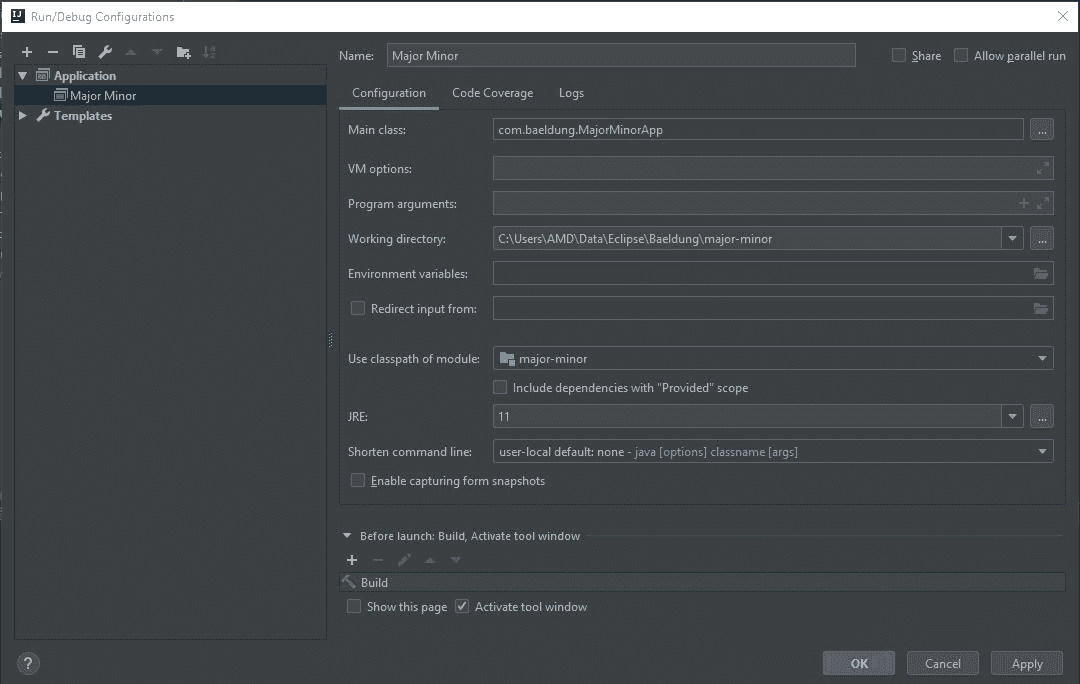 IJ Run/Debug Configurations
Application
Major Minor
Templates
Name: Major Minor
Share Allow parallel run
Configuration Code Coverage Logs
Main class: com.baeldung.MajorMinorApp ...
VM options:
Program arguments:
Working directory: C:\Users\AMD\Data\Eclipse\Baeldung\major-minor ...
Environment variables:
Redirect input from:
Use classpath of module: major-minor
Include dependencies with "Provided" scope
JRE: 11 ...
Shorten command line: user-local default: none - java [options] classname [args]
Enable capturing form snapshots
Before launch: Build, Activate tool window
Build
Show this page Activate tool window
? OK Cancel Apply